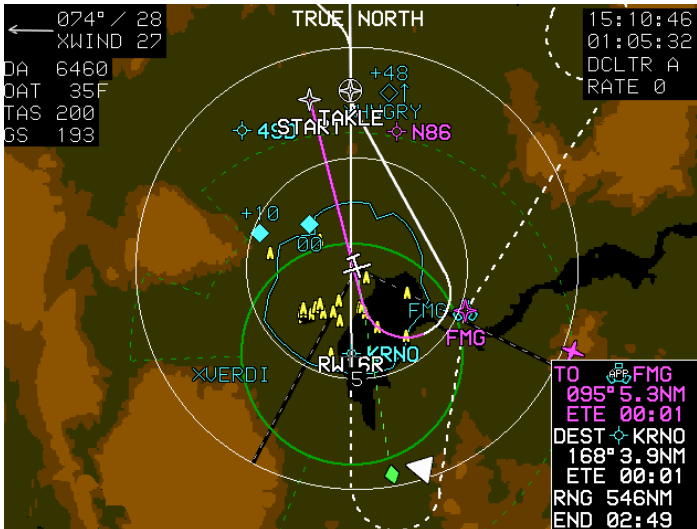 074° / 28
XWIND 27
DA 6460
OAT 35F
TAS 200
GS 193
TRUE NORTH
15:10:46
01:05:32
DCLTR A
RATE 0
+48
TAKLE
START
N86
+10
00
FMG
FMG
KRNO
RW16R
5
XVERDI
TO APP FMG
095° 5.3NM
ETE 00:01
DEST KRNO
168° 3.9NM
ETE 00:01
RNG 546NM
END 02:49